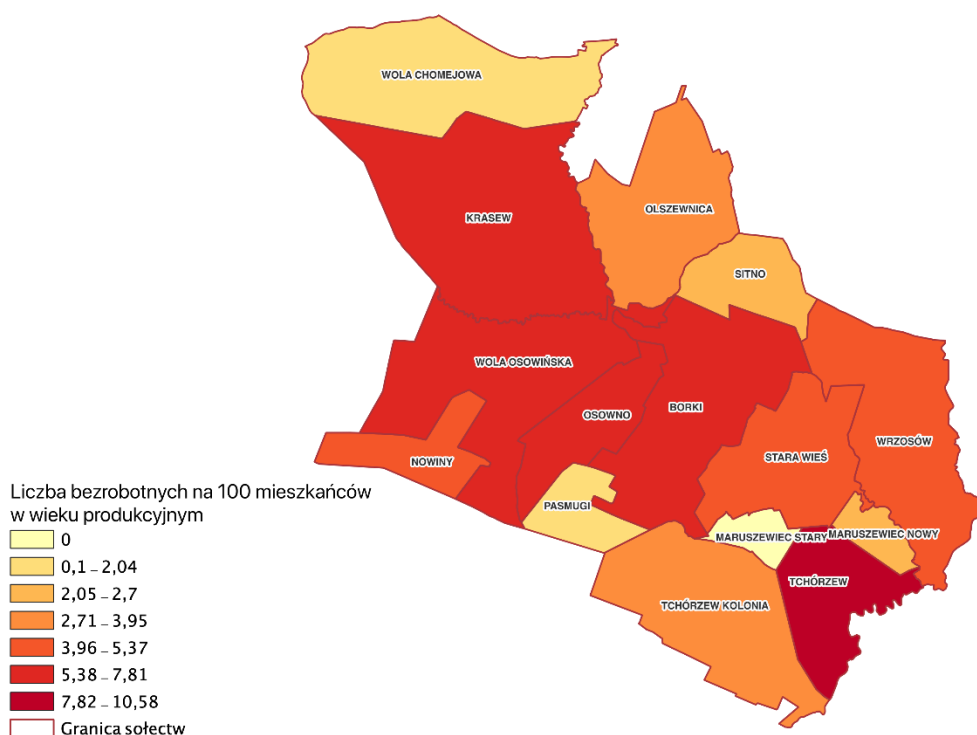 WOLA CHOMEJOWA
KRASEW
OLSZEWNICA
SITNO
WOLA OSOWIŃSKA
OSOWNO
BORKI
WRZOSÓW
STARA WIEŚ
NOWINY
PASMUGI
MARUSZEWIEC STARY
MARUSZEWIEC NOWY
TCHÓRZEW
TCHÓRZEW KOLONIA
Liczba bezrobotnych na 100 mieszkańców
w wieku produkcyjnym
0
0,1 – 2,04
2,05 – 2,7
2,71 – 3,95
3,96 – 5,37
5,38 – 7,81
7,82 – 10,58
Granica sołectw